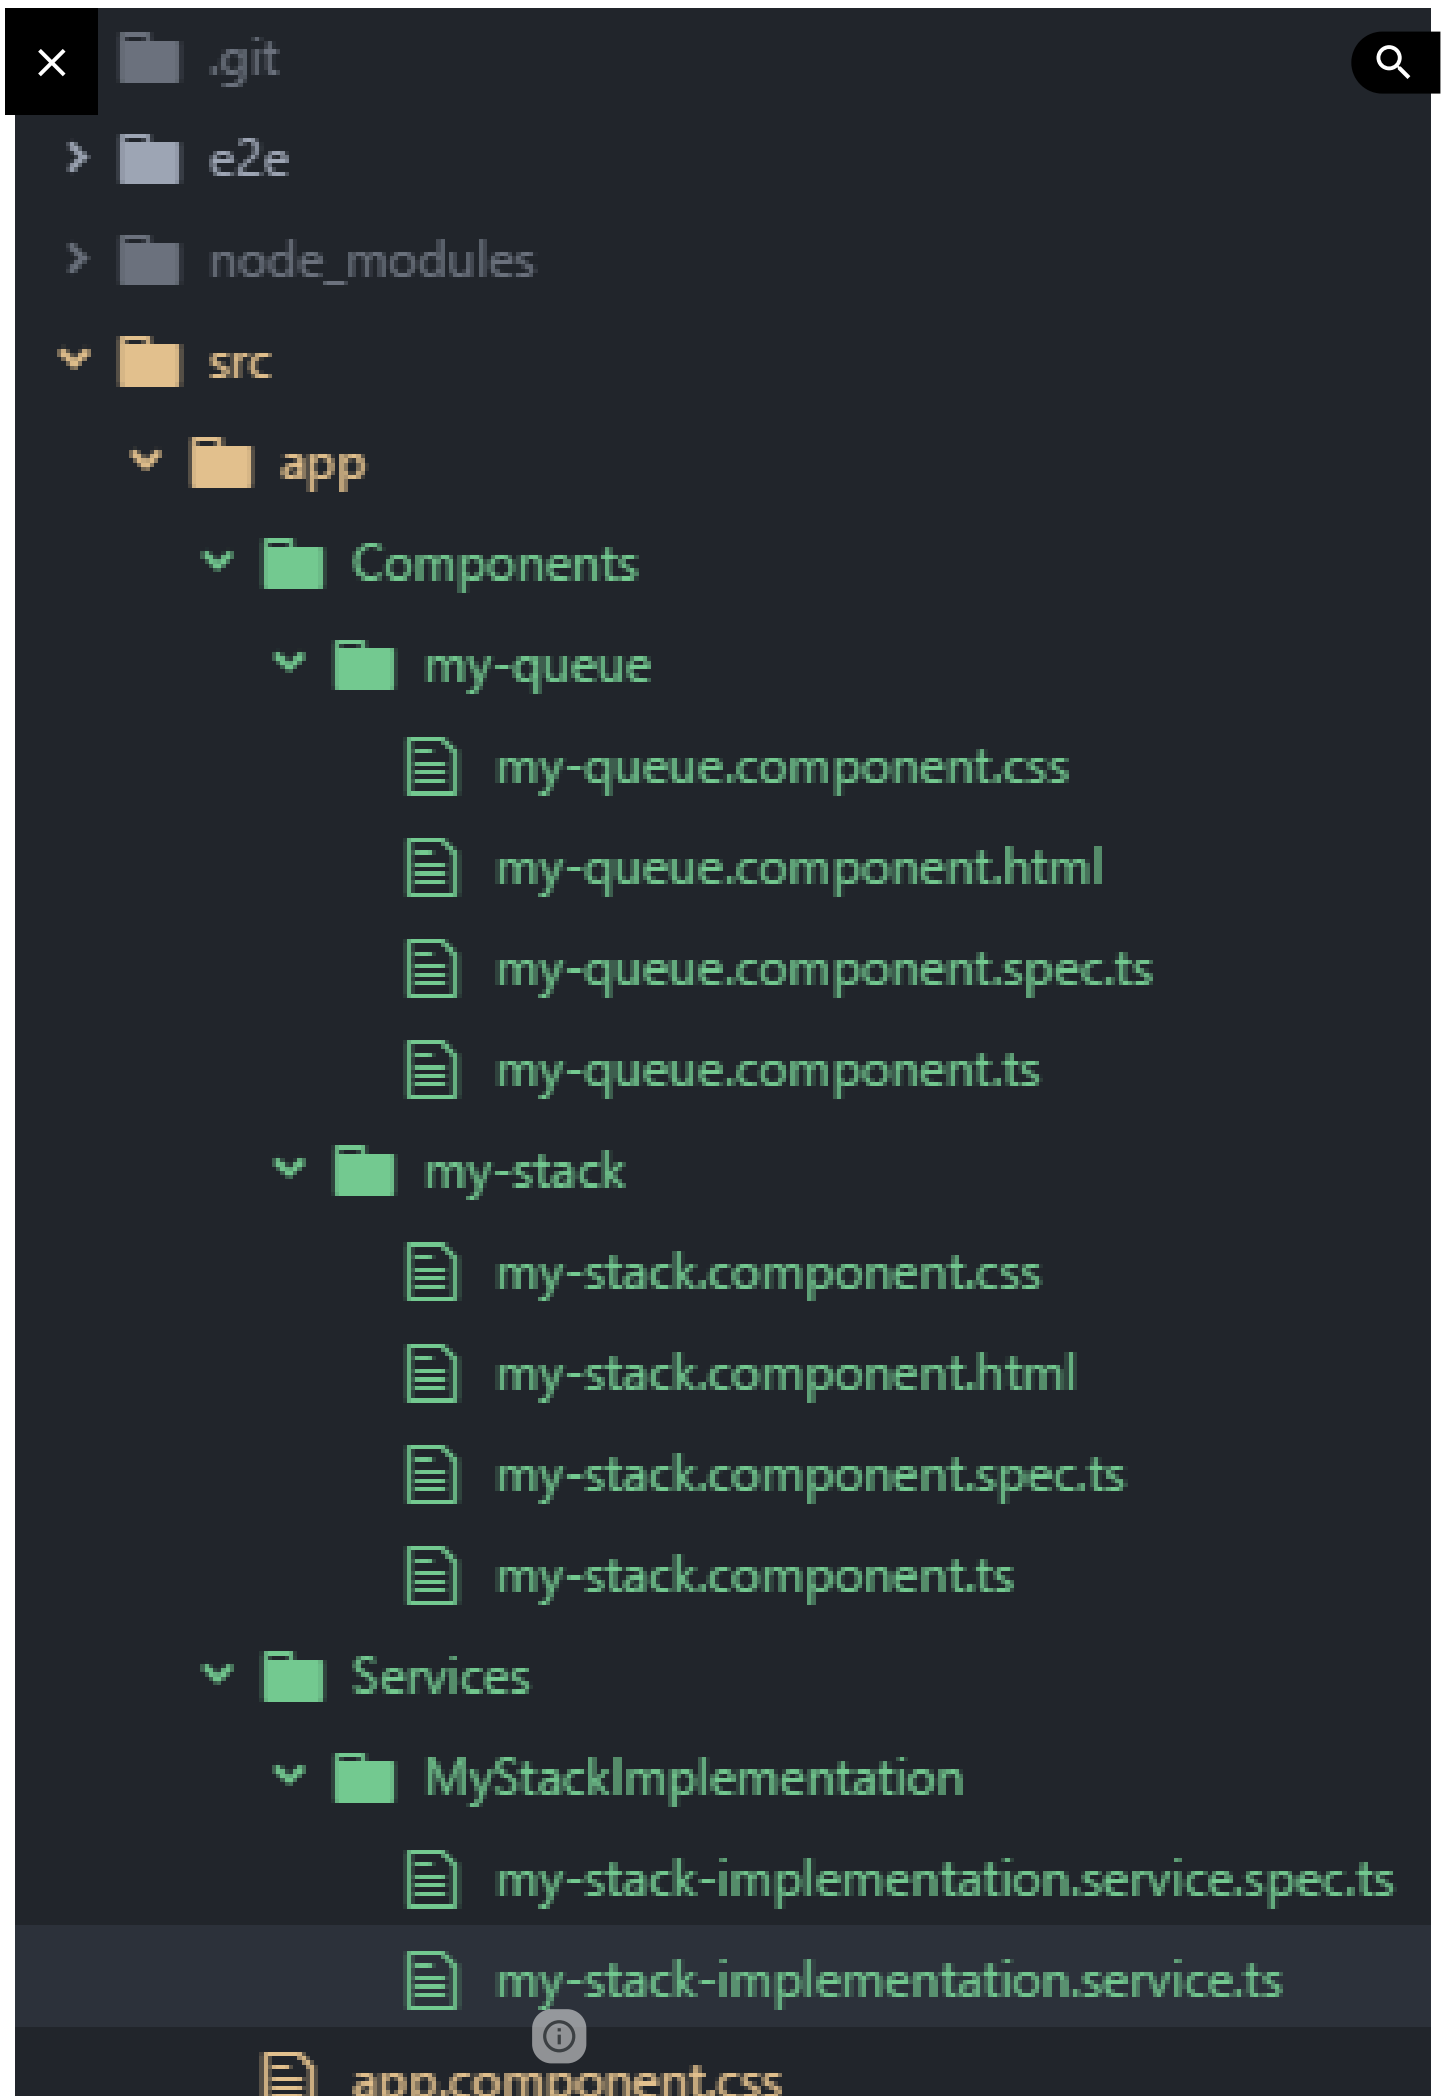 .git
e2e
node_modules
src
app
Components
my-queue
my-queue.component.css
my-queue.component.html
my-queue.component.spec.ts
my-queue.component.ts
my-stack
my-stack.component.css
my-stack.component.html
my-stack.component.spec.ts
my-stack.component.ts
Services
MyStackImplementation
my-stack-implementation.service.spec.ts
my-stack-implementation.service.ts
app.component.css